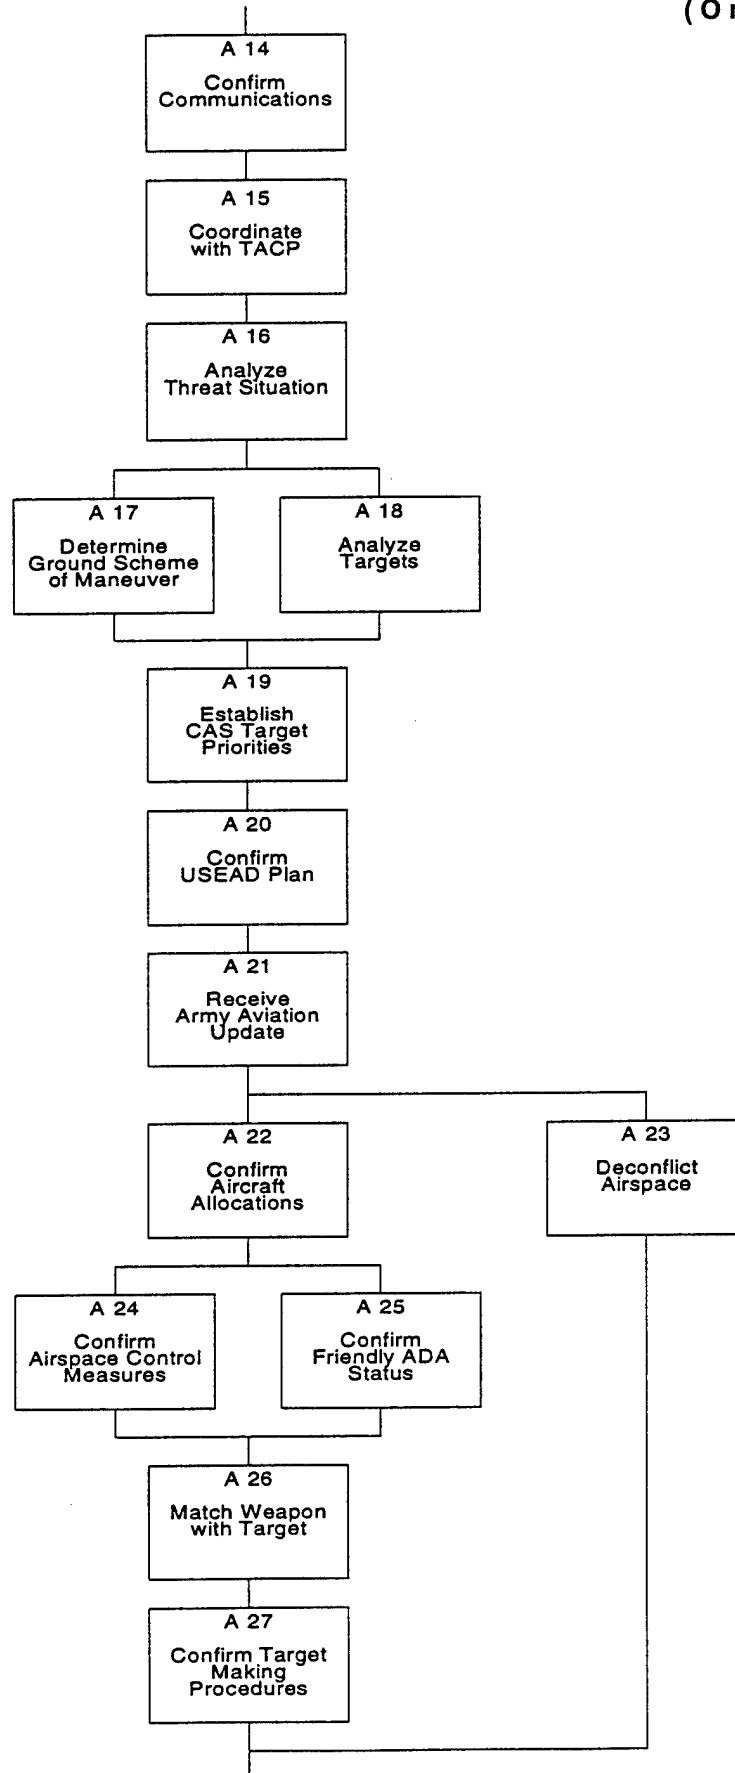 (O
A 14
Confirm
Communications
A 15
Coordinate
with TACP
A 16
Analyze
Threat Situation
A 17
Determine
Ground Scheme
of Maneuver
A 18
Analyze
Targets
A 19
Establish
CAS Target
Priorities
A 20
Confirm
USEAD Plan
A 21
Receive
Army Aviation
Update
A 22
Confirm
Aircraft
Allocations
A 23
Deconflict
Airspace
A 24
Confirm
Airspace Control
Measures
A 25
Confirm
Friendly ADA
Status
A 26
Match Weapon
with Target
A 27
Confirm Target
Making
Procedures